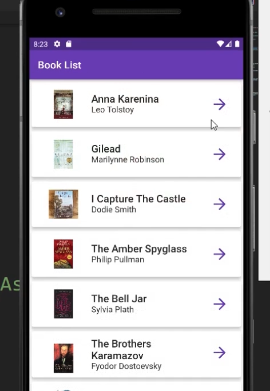 8:23
Book List
Anna Karenina
Leo Tolstoy
Gilead
Marilynne Robinson
I Capture The Castle
Dodie Smith
The Amber Spyglass
Philip Pullman
As
The Bell Jar
Sylvia Plath
The Brothers
Karamazov
Fyodor Dostoevsky